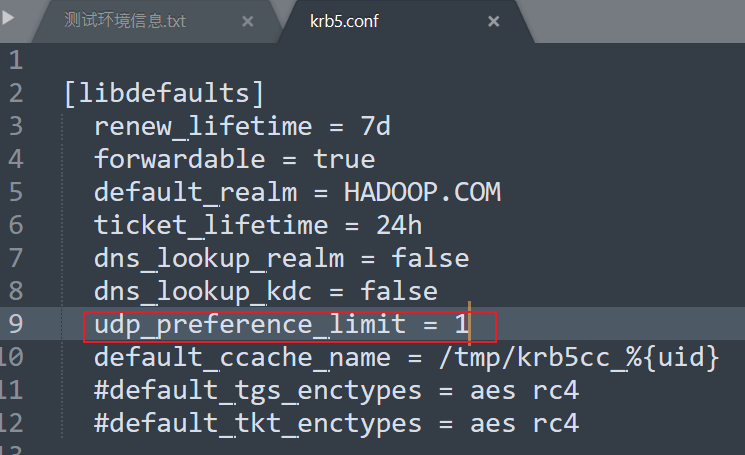 测试环境信息.txt
krb5.conf
1
2 [libdefaults]
3 renew_lifetime = 7d
4 forwardable = true
5 default_realm = HADOOP.COM
6 ticket_lifetime = 24h
7 dns_lookup_realm = false
8 dns_lookup_kdc = false
9 udp_preference_limit = 1
10 default_ccache_name = /tmp/krb5cc_%{uid}
11 #default_tgs_enctypes = aes rc4
12 #default_tkt_enctypes = aes rc4
13